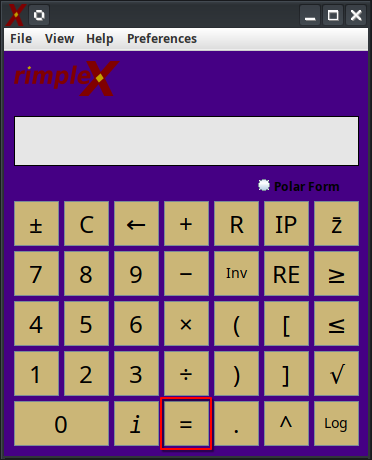 File View Help Preferences
rimpleX
Polar Form
± C ← + R IP z̄
7 8 9 − Inv RE ≥
4 5 6 × ( [ ≤
1 2 3 ÷ ) ] √
0 i = . ^ Log